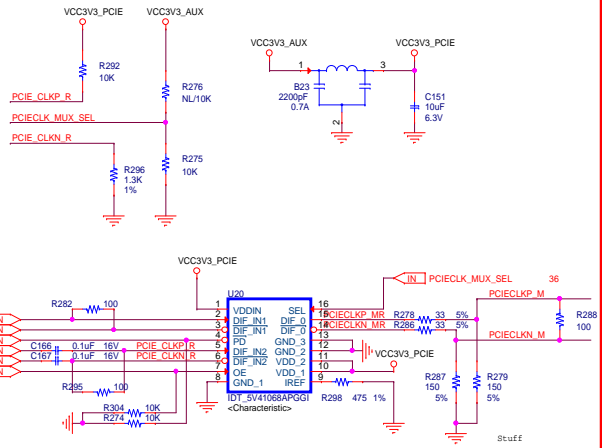 VCC3V3_PCIE
VCC3V3_AUX
R292
10K
R276
NL/10K
PCIE_CLKP_R
PCIECLK_MUX_SEL
PCIE_CLKN_R
R296
1.3K
1%
R275
10K
VCC3V3_AUX
VCC3V3_PCIE
1
3
2
B23
2200pF
0.7A
C151
10uF
6.3V
VCC3V3_PCIE
IN PCIECLK_MUX_SEL 36
U20
R282 100
C166 0.1uF 16V PCIE_CLKP_R
C167 0.1uF 16V PCIE_CLKN_R
R295 100
R304 10K
R274 10K
1 VDDIN
2 DIF_IN1
3 DIF_IN1
4 PD
5 DIF_IN2
6 DIF_IN2
7 OE
8 GND_1
SEL 16
DIF_0 15
DIF_0 14
GND_3 13
GND_2 12
VDD_2 11
VDD_1 10
IREF 9
IDT_5V41068APGGI
<Characteristic>
PCIECLKP_MR R278 33 5%
PCIECLKN_MR R286 33 5%
PCIECLKP_M
PCIECLKN_M
R288
100
VCC3V3_PCIE
R298 475 1%
R287
150
5%
R279
150
5%
Stuff